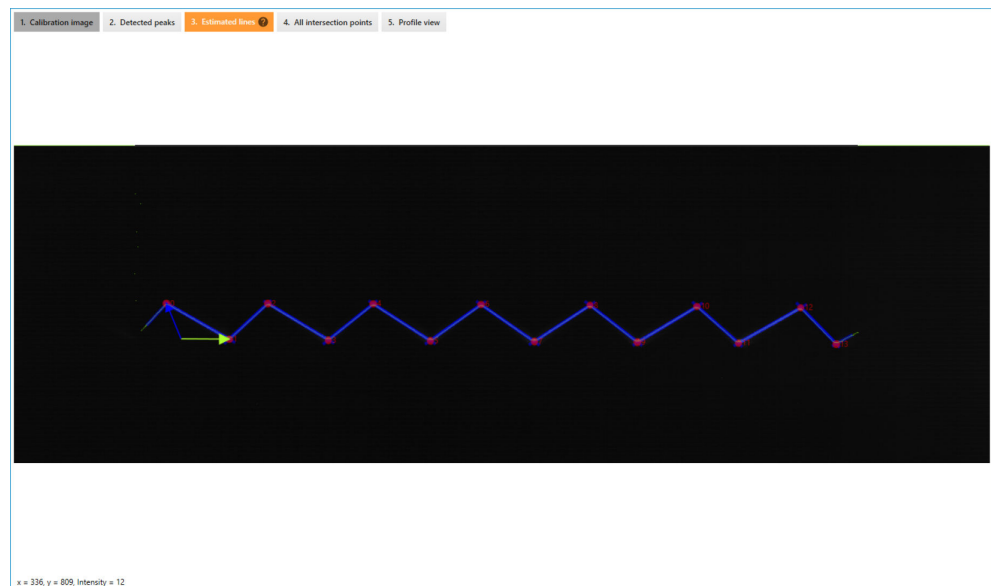 1. Calibration image 2. Detected peaks 3. Estimated lines ? 4. All intersection points 5. Profile view
10
12
11
13
x = 336, y = 809, Intensity = 12